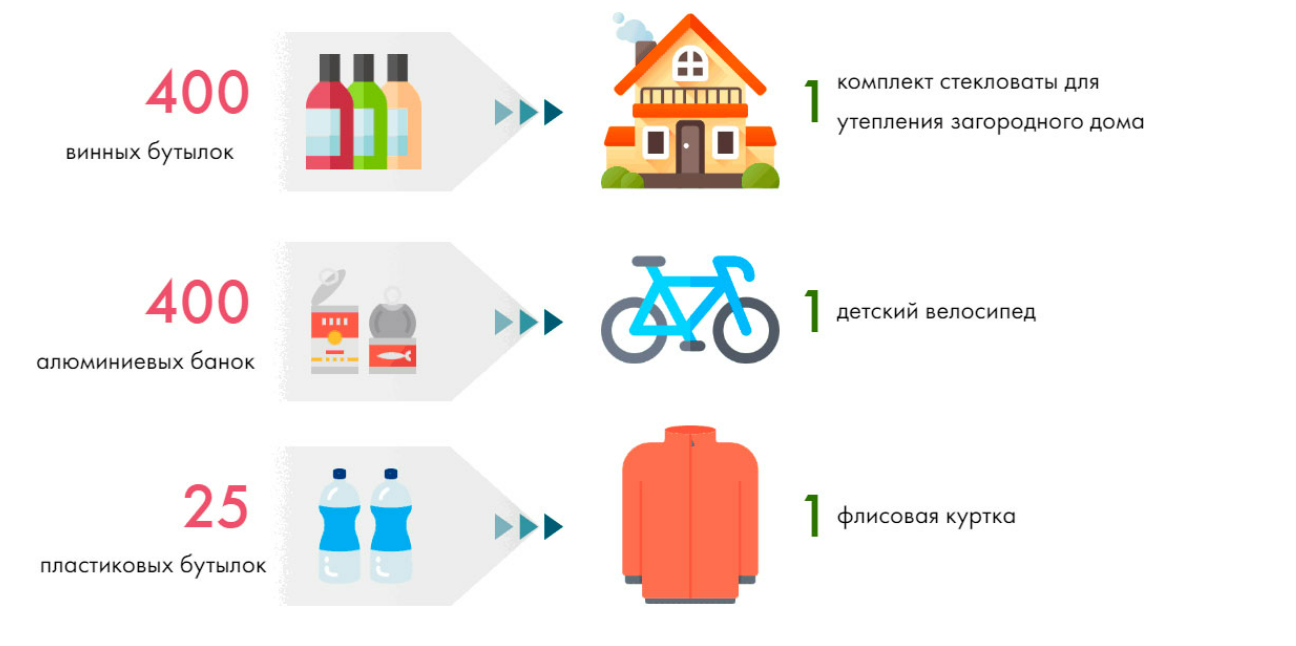 400
винных бутылок
1
комплект стекловаты для
утепления загородного дома
400
алюминиевых банок
1
детский велосипед
25
пластиковых бутылок
1
флисовая куртка